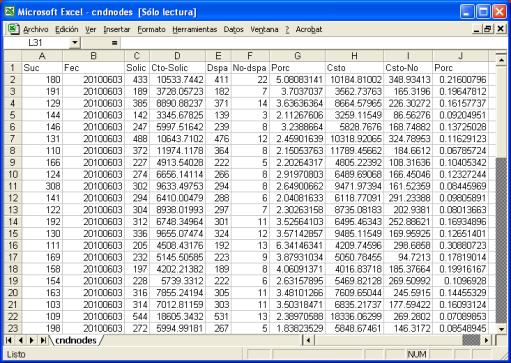 Microsoft Excel - cndnodes [Sólo lectura]
Archivo Edición Ver Insertar Formato Herramientas Datos Ventana ? Acrobat
L31 =
A B C D E F G H I J
1 Suc Fec Solic Cto-Solic Dspa No-dspa Porc Csto Csto-No Porc
2 180 20100603 433 10533.7442 411 22 5.08083141 10184.81002 348.93413 0.21600796
3 191 20100603 189 3728.05723 182 7 3.7037037 3562.73763 165.3196 0.19647812
4 129 20100603 385 8890.88237 371 14 3.63636364 8664.57965 226.30272 0.16157737
5 144 20100603 142 3345.67825 139 3 2.11267606 3259.11549 86.56276 0.09204951
6 146 20100603 247 5997.51642 239 8 3.2388664 5828.7676 168.74882 0.13725028
7 131 20100603 488 10643.7102 476 12 2.45901639 10318.92065 324.78953 0.11629123
8 110 20100603 372 11974.1178 364 8 2.15053763 11789.45662 184.6612 0.06785724
9 166 20100603 227 4913.54028 222 5 2.20264317 4805.22392 108.31636 0.10405342
10 124 20100603 274 6656.14114 266 8 2.91970803 6489.69068 166.45046 0.12327244
11 308 20100603 302 9633.49753 294 8 2.64900662 9471.97394 161.52359 0.08445969
12 141 20100603 294 6410.00479 288 6 2.04081633 6118.77091 291.23388 0.09805891
13 122 20100603 304 8938.01993 297 7 2.30263158 8735.08183 202.9381 0.08013663
14 192 20100603 312 6748.34964 301 11 3.52564103 6495.46343 252.88621 0.16934896
15 130 20100603 336 9655.07474 324 12 3.57142857 9485.11549 169.95925 0.12651401
16 111 20100603 205 4508.43176 192 13 6.34146341 4209.74596 298.6858 0.30880723
17 169 20100603 232 5145.50585 223 9 3.87931034 5050.78455 94.7213 0.17819014
18 158 20100603 197 4202.21382 189 8 4.06091371 4016.83718 185.37664 0.19916167
19 154 20100603 228 5739.3312 222 6 2.63157895 5469.82128 269.50992 0.1096928
20 163 20100603 316 7855.24194 305 11 3.48101266 7609.65044 245.5915 0.14455329
21 103 20100603 314 7012.81159 303 11 3.50318471 6835.21737 177.59422 0.16093124
22 109 20100603 544 18605.3432 531 13 2.38970588 18336.06299 269.2802 0.07089853
23 198 20100603 272 5994.99181 267 5 1.83823529 5848.67461 146.3172 0.08548945
cndnodes
Listo NUM